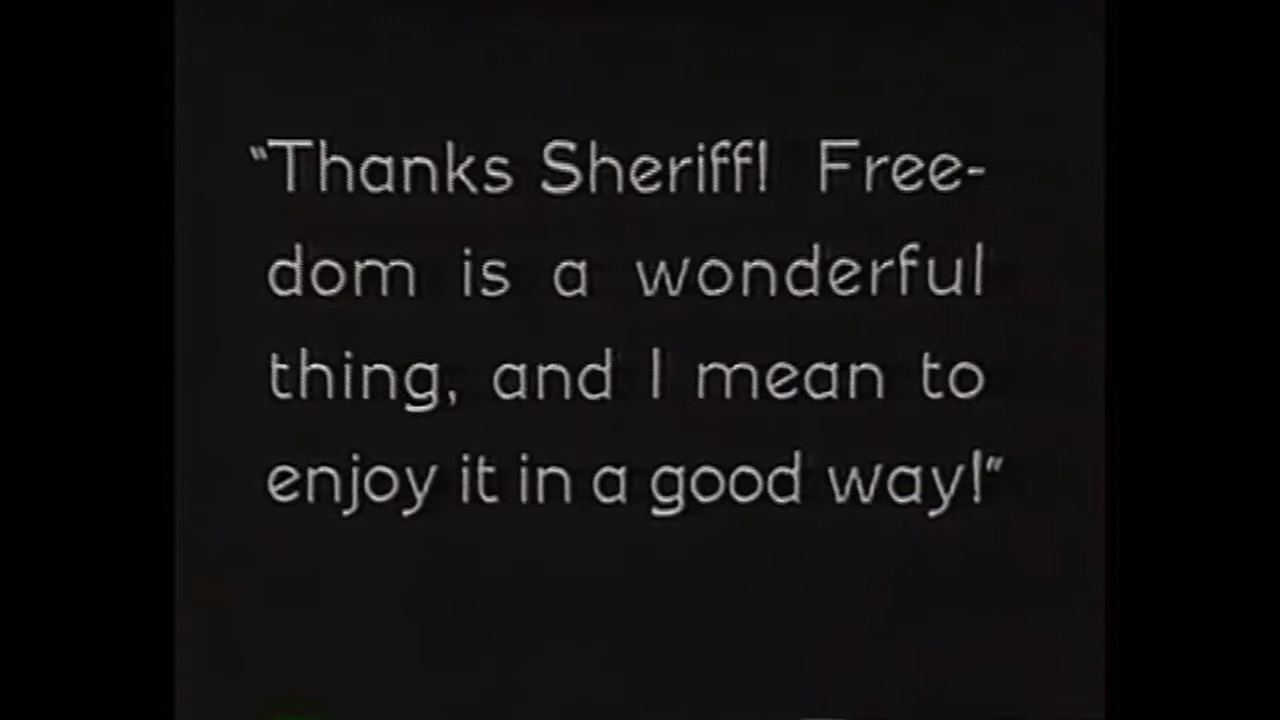 “Thanks Sheriff! Free-
dom is a wonderful
thing, and I mean to
enjoy it in a good way!”